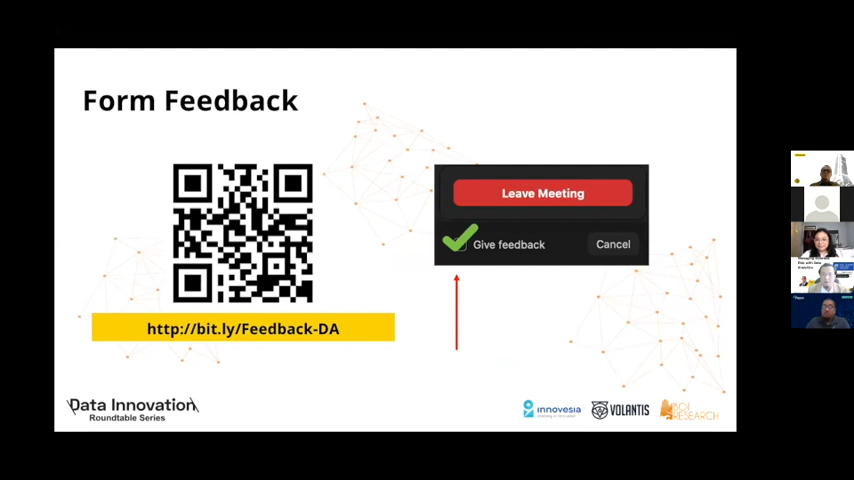 Form Feedback
Leave Meeting
Give feedback
Cancel
http://bit.ly/Feedback-DA
Data Innovation
Roundtable Series
innovesia
VOLANTIS
RESEARCH